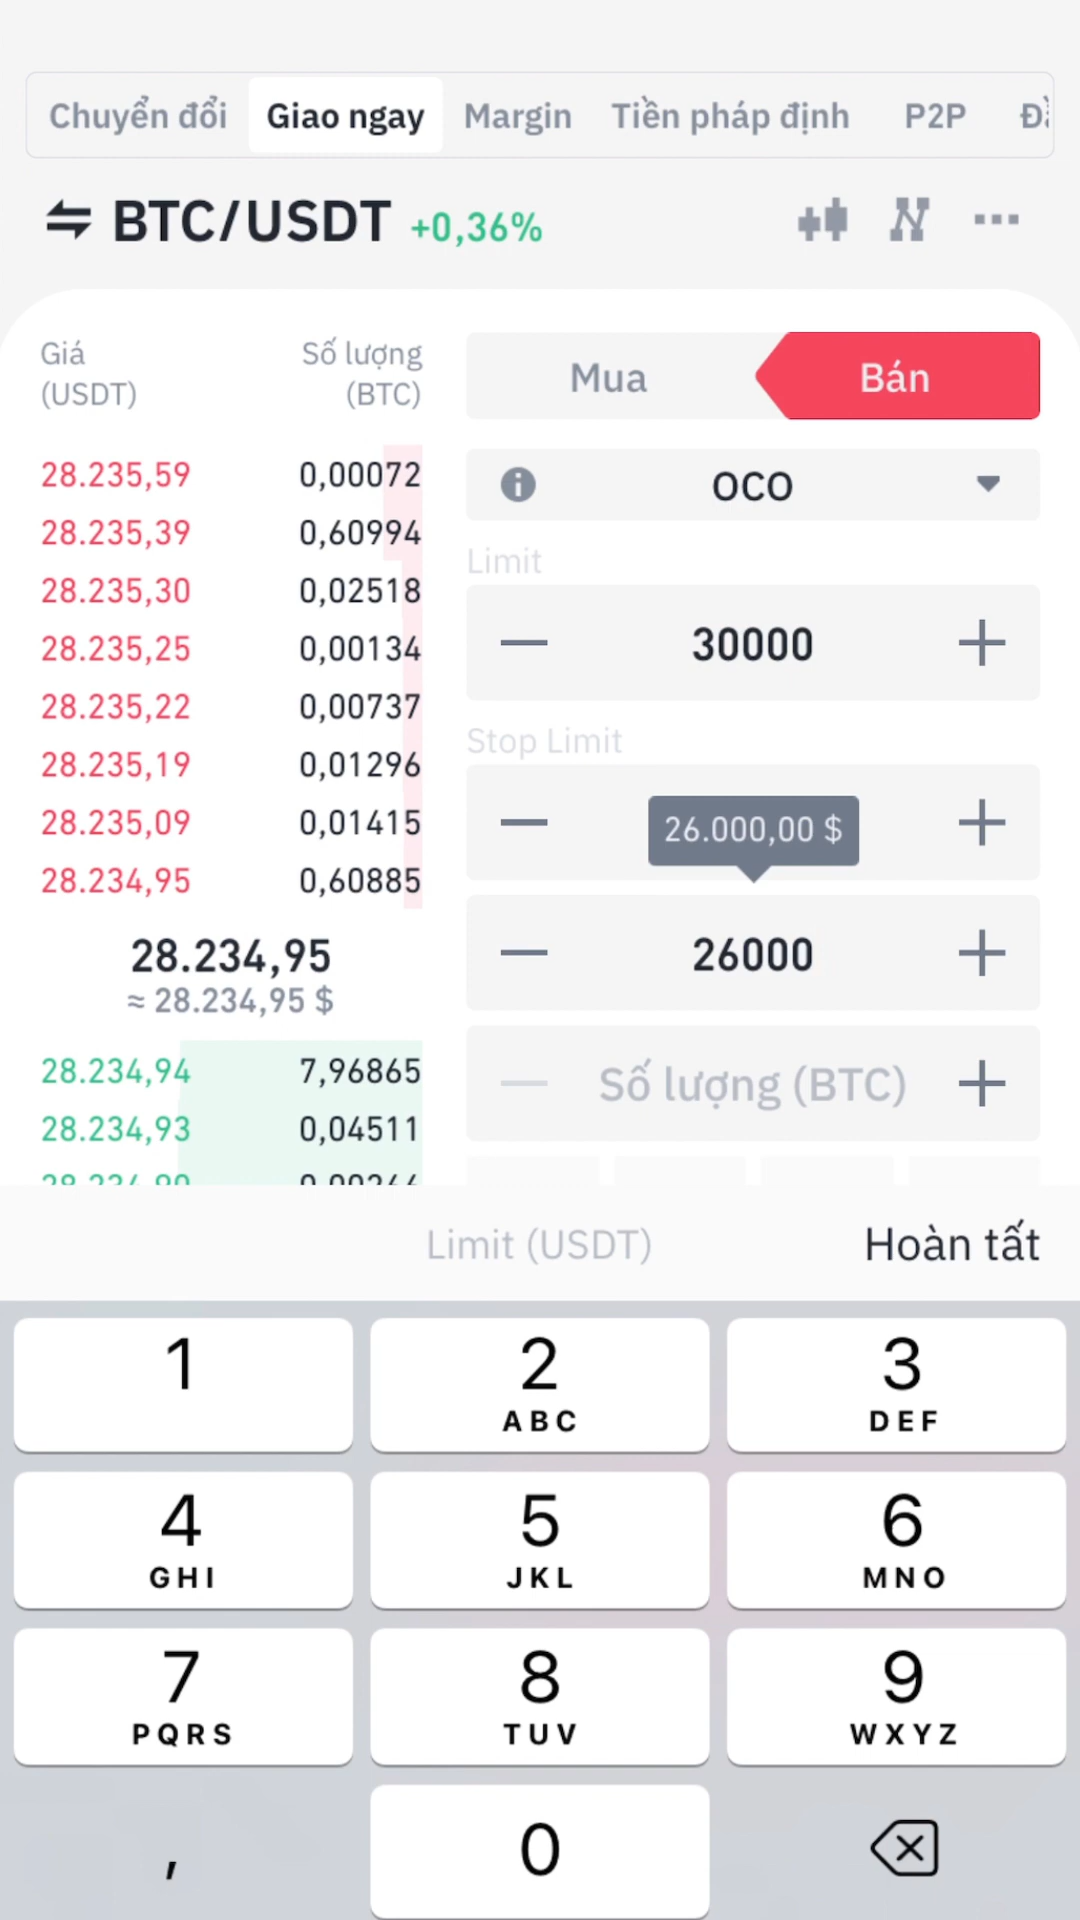 Chuyển đổi Giao ngay Margin Tiền pháp định P2P
BTC/USDT +0,36%
Giá (USDT)
Số lượng (BTC)
28.235,59 0,00072
28.235,39 0,60994
28.235,30 0,02518
28.235,25 0,00134
28.235,22 0,00737
28.235,19 0,01296
28.235,09 0,01415
28.234,95 0,60885
28.234,95
≈ 28.234,95 $
28.234,94 7,96865
28.234,93 0,04511
Mua Bán
OCO
Limit
30000
Stop Limit
26.000,00 $
26000
Số lượng (BTC)
Limit (USDT) Hoàn tất
1 2 3
ABC DEF
4 5 6
GHI JKL MNO
7 8 9
PQRS TUV WXYZ
, 0